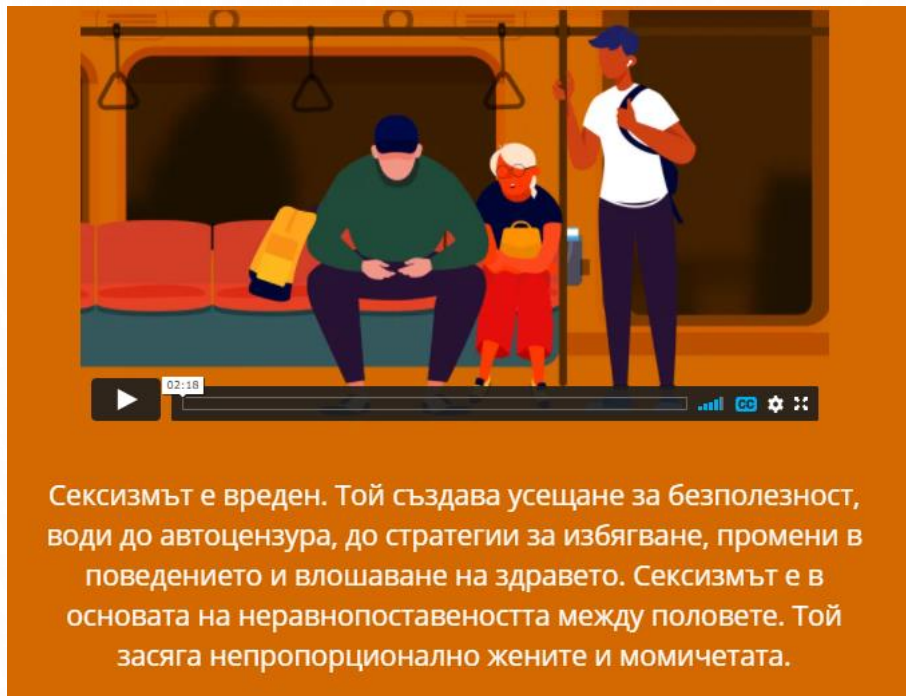 02:18
CC
Сексизмът е вреден. Той създава усещане за безполезност,
води до автоцензура, до стратегии за избягване, промени в
поведението и влошаване на здравето. Сексизмът е в
основата на неравнопоставеността между половете. Той
засяга непропорционално жените и момичетата.